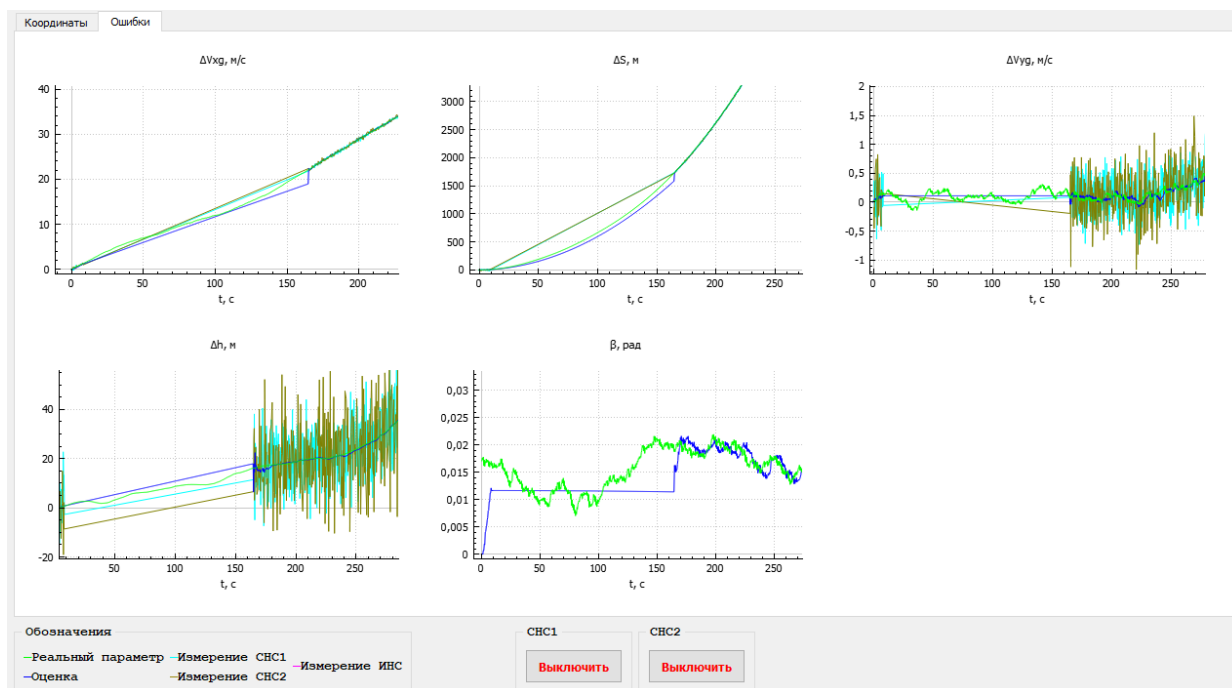 Координаты Ошибки
ΔVxg, м/с
40
30
20
10
0
0 50 100 150 200
t, с
ΔS, м
3000
2500
2000
1500
1000
500
0
0 50 100 150 200
t, с
ΔVyg, м/с
2
1,5
1
0,5
0
-0,5
-1
0 50 100 150 200 250
t, с
Δh, м
40
20
0
-20
50 100 150 200 250
t, с
β, рад
0,03
0,025
0,02
0,015
0,01
0,005
0
0 50 100 150 200 250
t, с
Обозначения
Реальный параметр
Оценка
Измерение СНС1
Измерение СНС2
Измерение ИНС
СНС1
Выключить
СНС2
Выключить